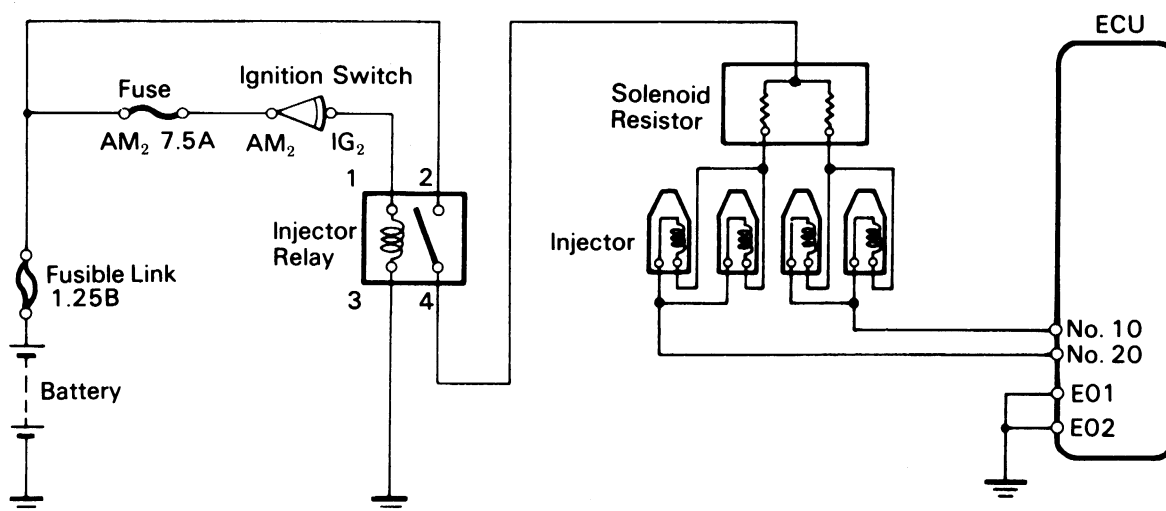 ECU
Ignition Switch
Fuse
AM₂ 7.5A
AM₂
IG₂
Solenoid
Resistor
1
2
Injector
Relay
Injector
Fusible Link
1.25B
3
4
No. 10
No. 20
Battery
E01
E02